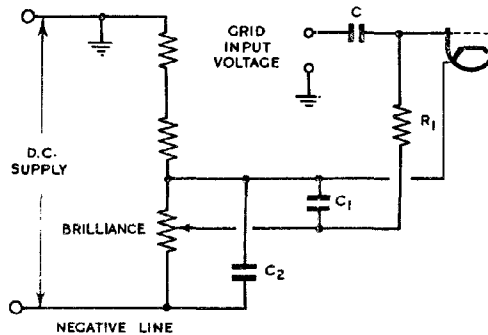 GRID
INPUT
VOLTAGE
C
R1
D.C.
SUPPLY
BRILLIANCE
C1
C2
NEGATIVE LINE